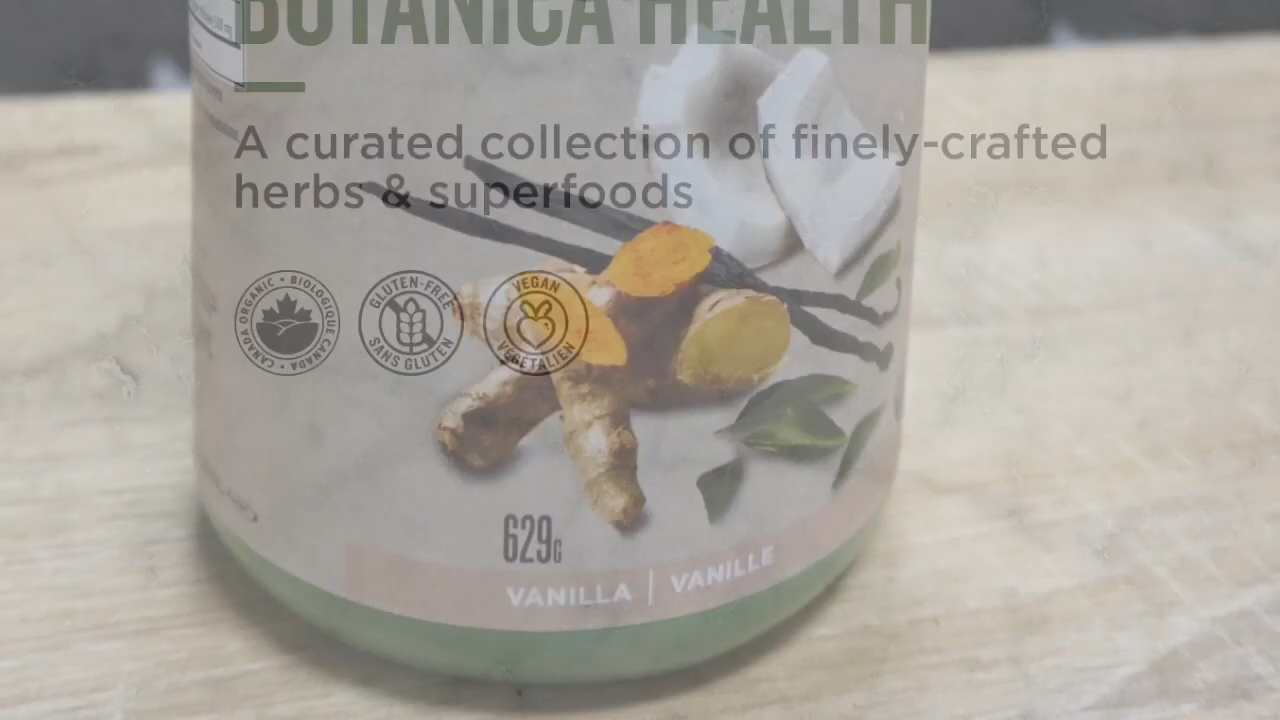 BOTANICA HEALTH
A curated collection of finely-crafted
herbs & superfoods
CANADA ORGANIC • BIOLOGIQUE CANADA •
GLUTEN-FREE
SANS GLUTEN
VEGAN
VEGETALIEN
629G
VANILLA | VANILLE